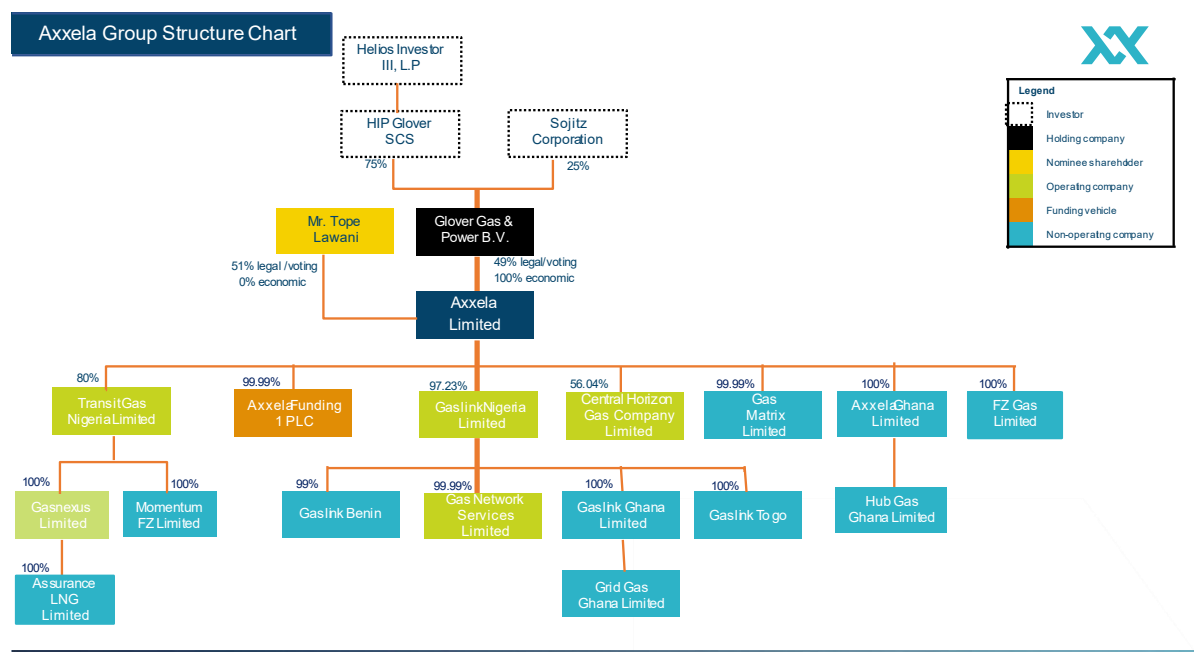 Axxela Group Structure Chart
Helios Investor
III, L.P
HIP Glover
SCS
Sojitz
Corporation
75%
25%
Legend
Investor
Holding company
Nominee shareholder
Operating company
Funding vehicle
Non-operating company
Mr. Tope
Lawani
Glover Gas &
Power B.V.
51% legal /voting
0% economic
49% legal/voting
100% economic
Axxela
Limited
80%
99.99%
97.23%
56.04%
99.99%
100%
100%
TransitGas
Nigeria Limited
Axxela Funding
1 PLC
Gaslink Nigeria
Limited
Central Horizon
Gas Company
Limited
Gas
Matrix
Limited
Axxela Ghana
Limited
FZ Gas
Limited
100%
100%
99%
99.99%
100%
100%
Gasnexus
Limited
Momentum
FZ Limited
Gaslink Benin
Gas Network
Services
Limited
Gaslink Ghana
Limited
Gaslink Togo
Hub Gas
Ghana Limited
100%
Assurance
LNG
Limited
Grid Gas
Ghana Limited